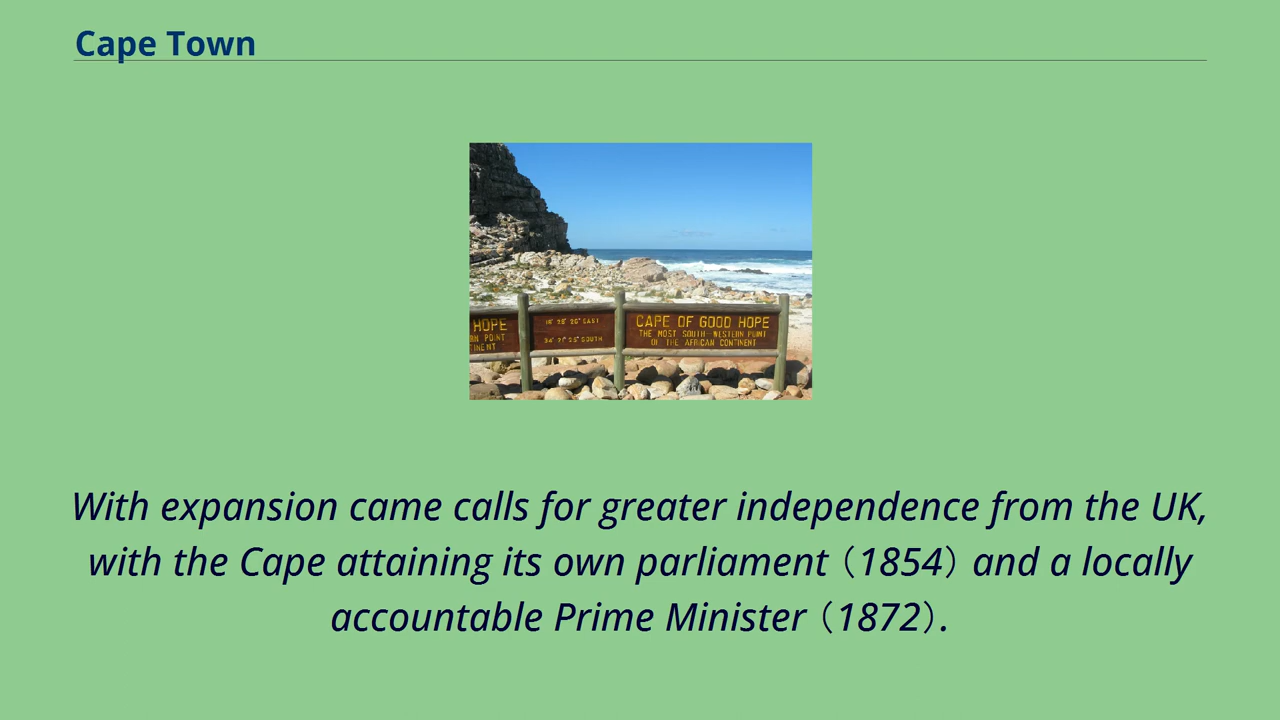 Cape Town
HOPE
POINT
CAPE OF GOOD HOPE
THE MOST SOUTH-WESTERN POINT
OF THE AFRICAN CONTINENT
With expansion came calls for greater independence from the UK,
with the Cape attaining its own parliament (1854) and a locally
accountable Prime Minister (1872).